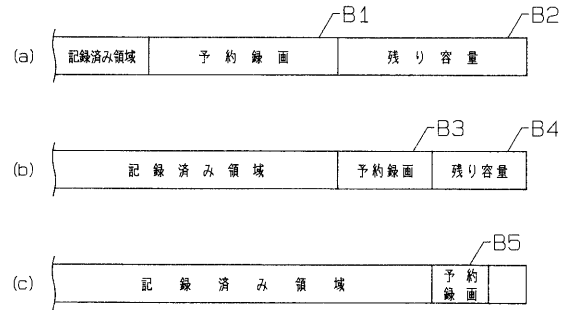 B1 B2
(a) 記録済み領域 予約録画 残り容量
B3 B4
(b) 記録済み領域 予約録画 残り容量
B5
(c) 記録済み領域 予約
録画